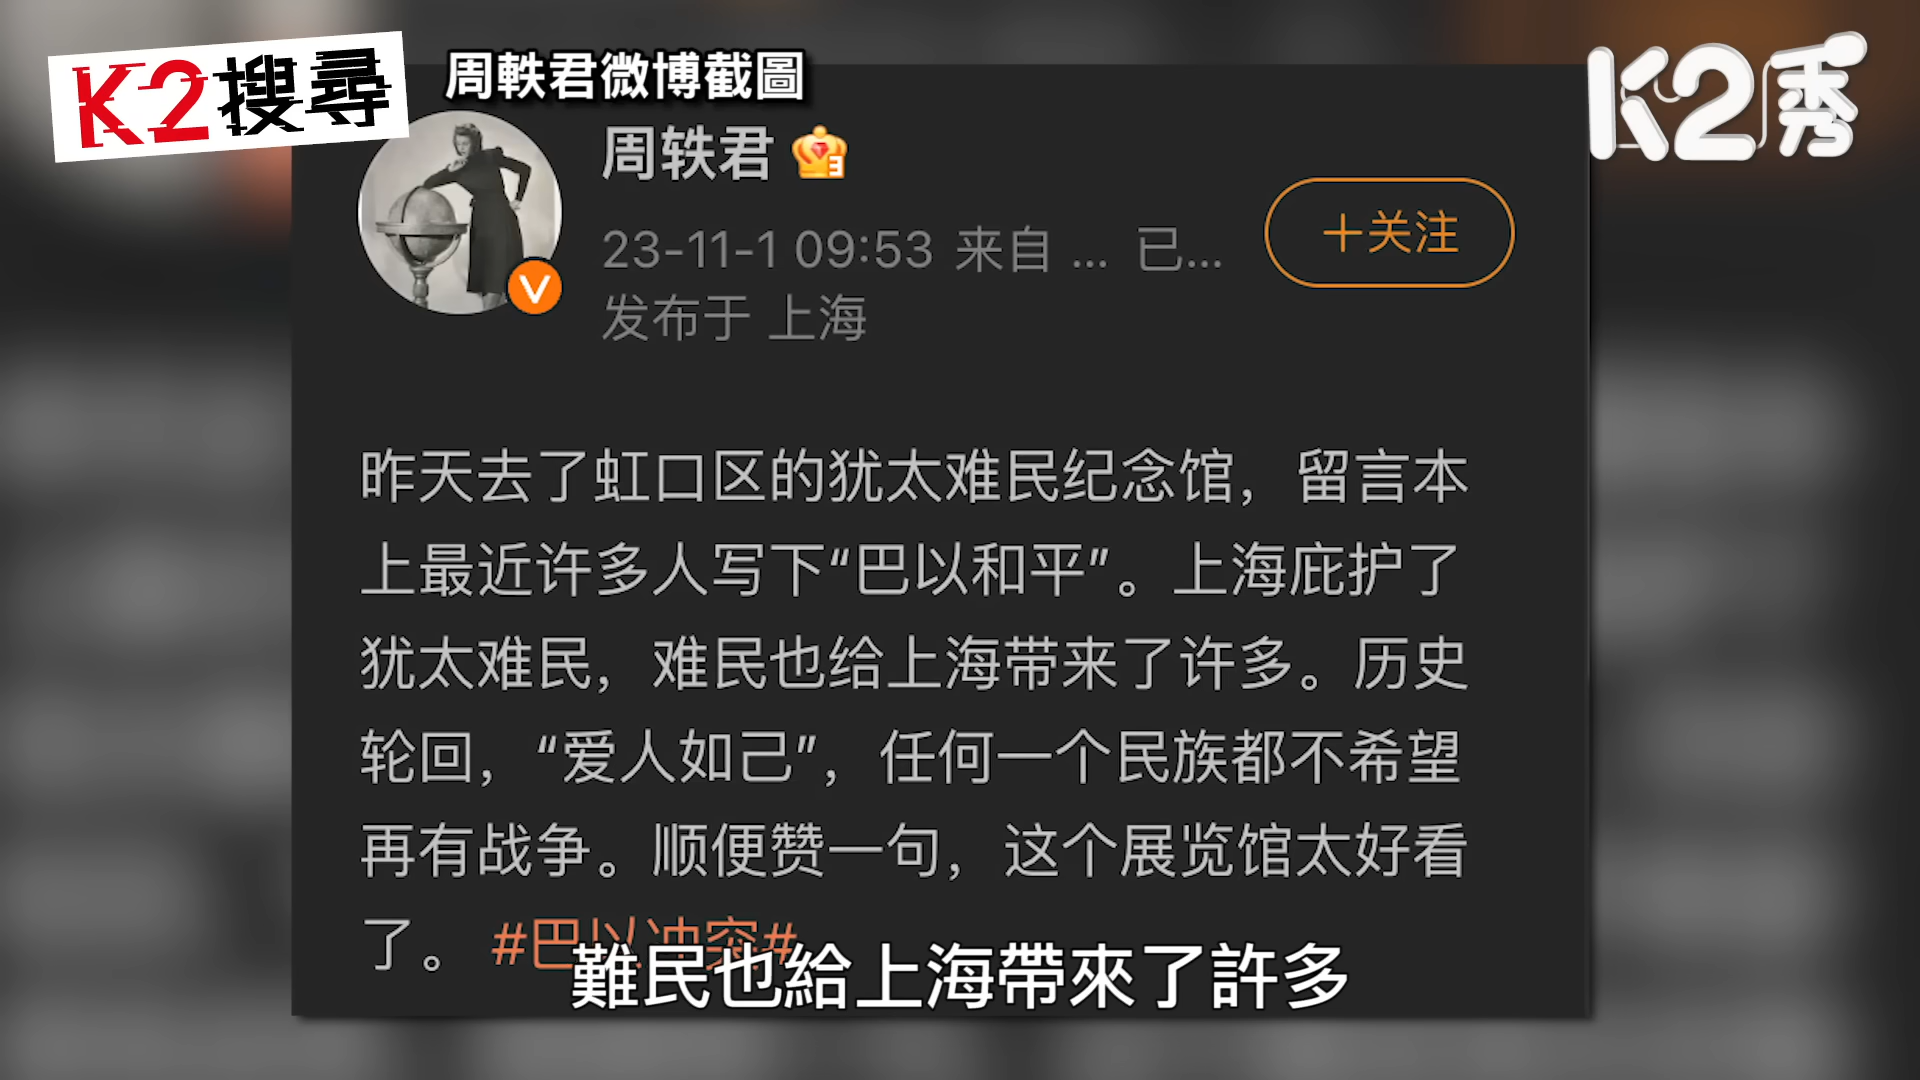 K2搜尋
周軼君微博截圖
K2秀
周轶君
3
23-11-1 09:53 来自 ... 已...
发布于 上海
V
+关注
昨天去了虹口区的犹太难民纪念馆，留言本
上最近许多人写下“巴以和平”。上海庇护了
犹太难民，难民也给上海带来了许多。历史
轮回，“爱人如己”，任何一个民族都不希望
再有战争。顺便赞一句，这个展览馆太好看
了。 #巴以冲突#
難民也給上海帶來了許多